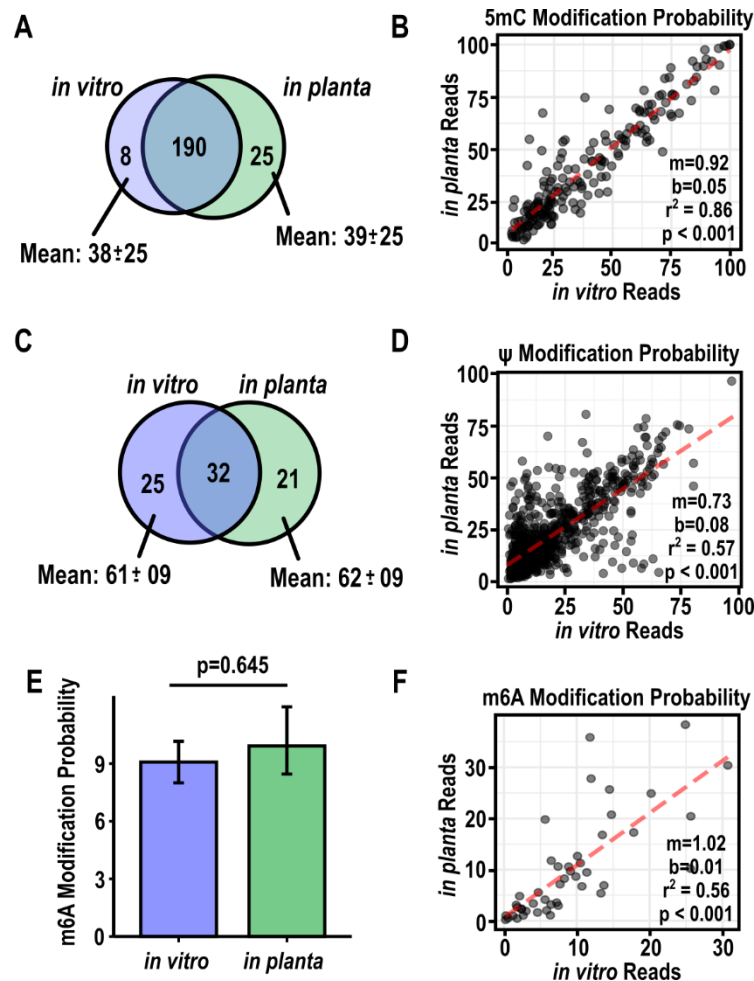 A
in vitro
in planta
8
190
25
Mean: 38±25
Mean: 39±25
B
5mC Modification Probability
100
75
50
25
0
in planta Reads
m=0.92
b=0.05
r² = 0.86
p < 0.001
0 25 50 75 100
in vitro Reads
C
in vitro
in planta
25
32
21
Mean: 61± 09
Mean: 62± 09
D
ψ Modification Probability
100
75
50
25
0
in planta Reads
m=0.73
b=0.08
r² = 0.57
p < 0.001
0 25 50 75 100
in vitro Reads
E
p=0.645
m6A Modification Probability
9
6
3
0
in vitro
in planta
F
m6A Modification Probability
30
20
10
0
in planta Reads
m=1.02
b=0.01
r² = 0.56
p < 0.001
0 10 20 30
in vitro Reads